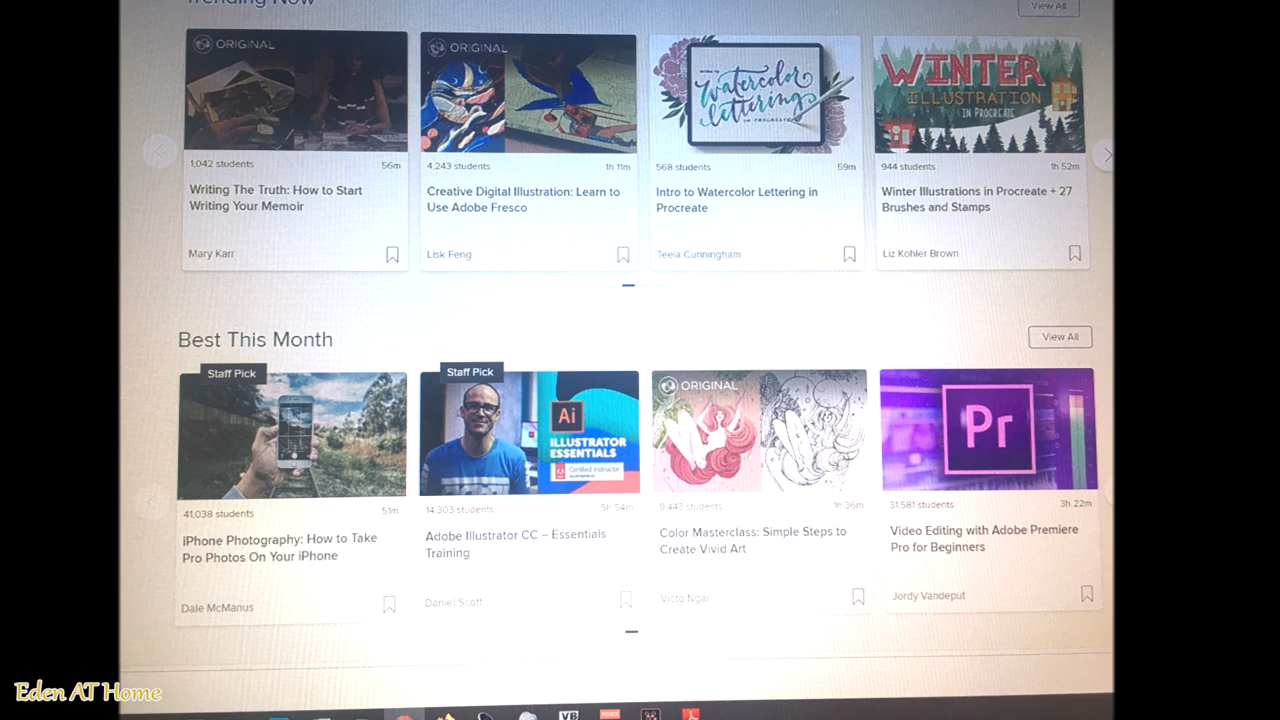 Trending Now
View All
ORIGINAL
ORIGINAL
Watercolor
lettering
IN PROCREATE
WINTER
ILLUSTRATION
IN PROCREATE
1,042 students
56m
4,243 students
1h 11m
568 students
59m
944 students
1h 52m
Writing The Truth: How to Start
Writing Your Memoir
Creative Digital Illustration: Learn to
Use Adobe Fresco
Intro to Watercolor Lettering in
Procreate
Winter Illustrations in Procreate + 27
Brushes and Stamps
Mary Karr
Lisk Feng
Teela Cunningham
Liz Kohler Brown
Best This Month
View All
Staff Pick
Staff Pick
Ai
ILLUSTRATOR
ESSENTIALS
Certified Instructor
ORIGINAL
Pr
41,038 students
51m
14,303 students
5h 54m
9,443 students
1h 36m
31,581 students
3h 22m
iPhone Photography: How to Take
Pro Photos On Your iPhone
Adobe Illustrator CC – Essentials
Training
Color Masterclass: Simple Steps to
Create Vivid Art
Video Editing with Adobe Premiere
Pro for Beginners
Dale McManus
Daniel Scott
Victo Ngai
Jordy Vandeput
Eden AT Home
VB